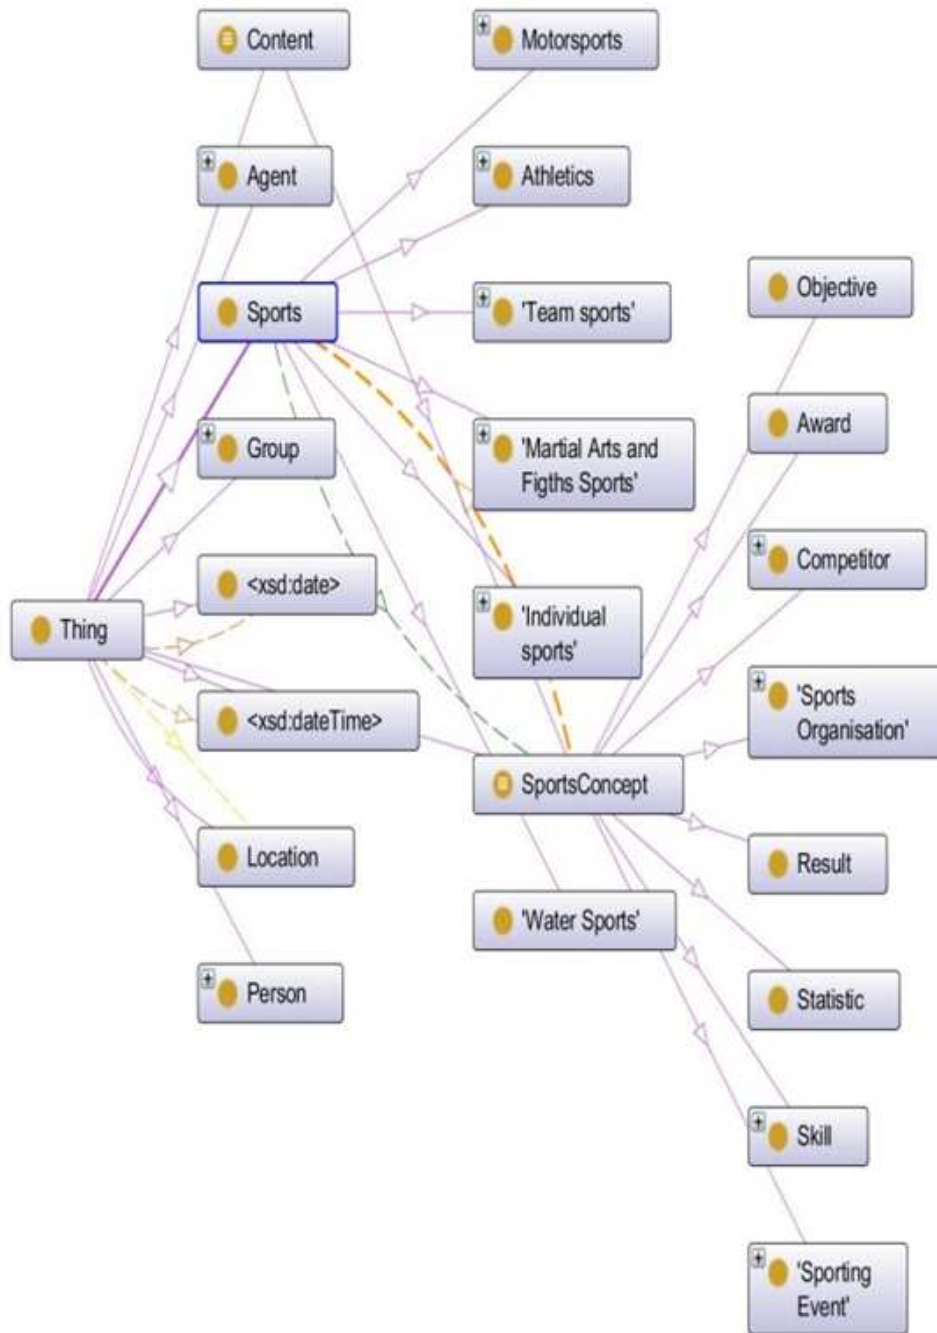 Content
Motorsports
Agent
Athletics
Sports
'Team sports'
Objective
Group
'Martial Arts and
Figths Sports'
Award
Thing
<xsd:date>
'Individual
sports'
Competitor
<xsd:dateTime>
SportsConcept
'Sports
Organisation'
Location
'Water Sports'
Result
Person
Statistic
Skill
'Sporting
Event'